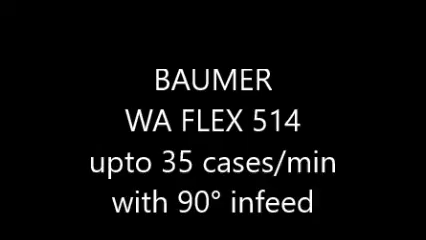 BAUMER
WA FLEX 514
upto 35 cases/min
with 90° infeed